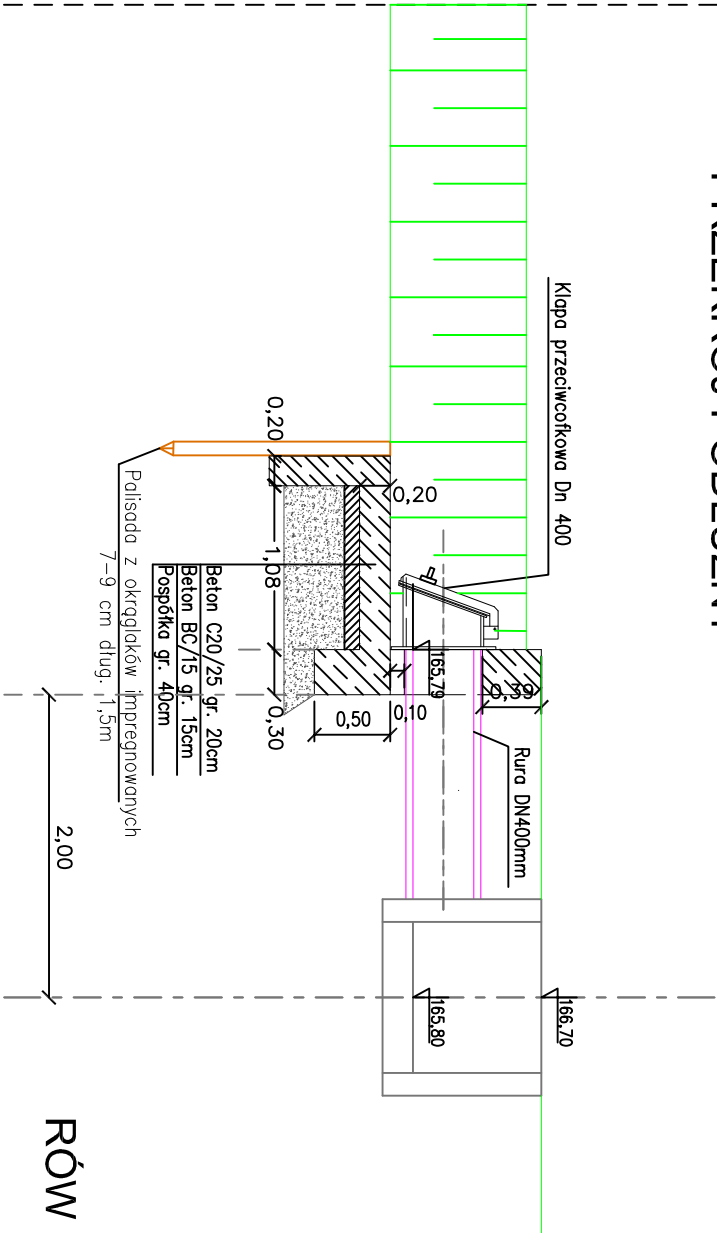 Klapa przeciwcofkowa Dn 400
0,20
0,20
1,08
0,30
0,50
0,10
0,39
165,79
Rura DN400mm
Beton C20/25 gr. 20cm
Beton BC/15 gr. 15cm
Pospółka gr. 40cm
Palisada z okrąglaków impregnowanych
7-9 cm dług. 1,5m
2,00
166,70
165,80
RÓW